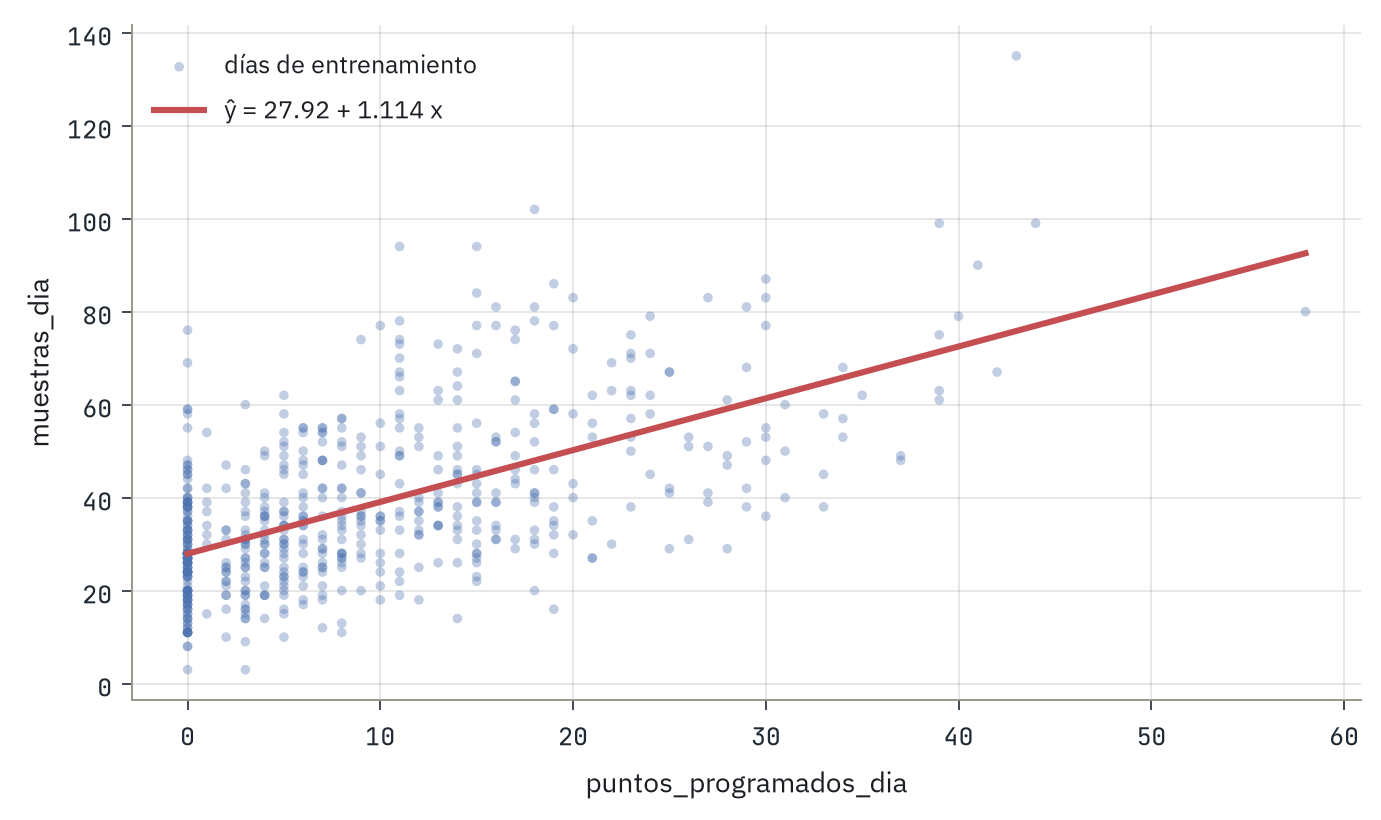 140
120
100
80
60
40
20
0
muestras_dia
días de entrenamiento
ŷ = 27.92 + 1.114 x
0 10 20 30 40 50 60
puntos_programados_dia